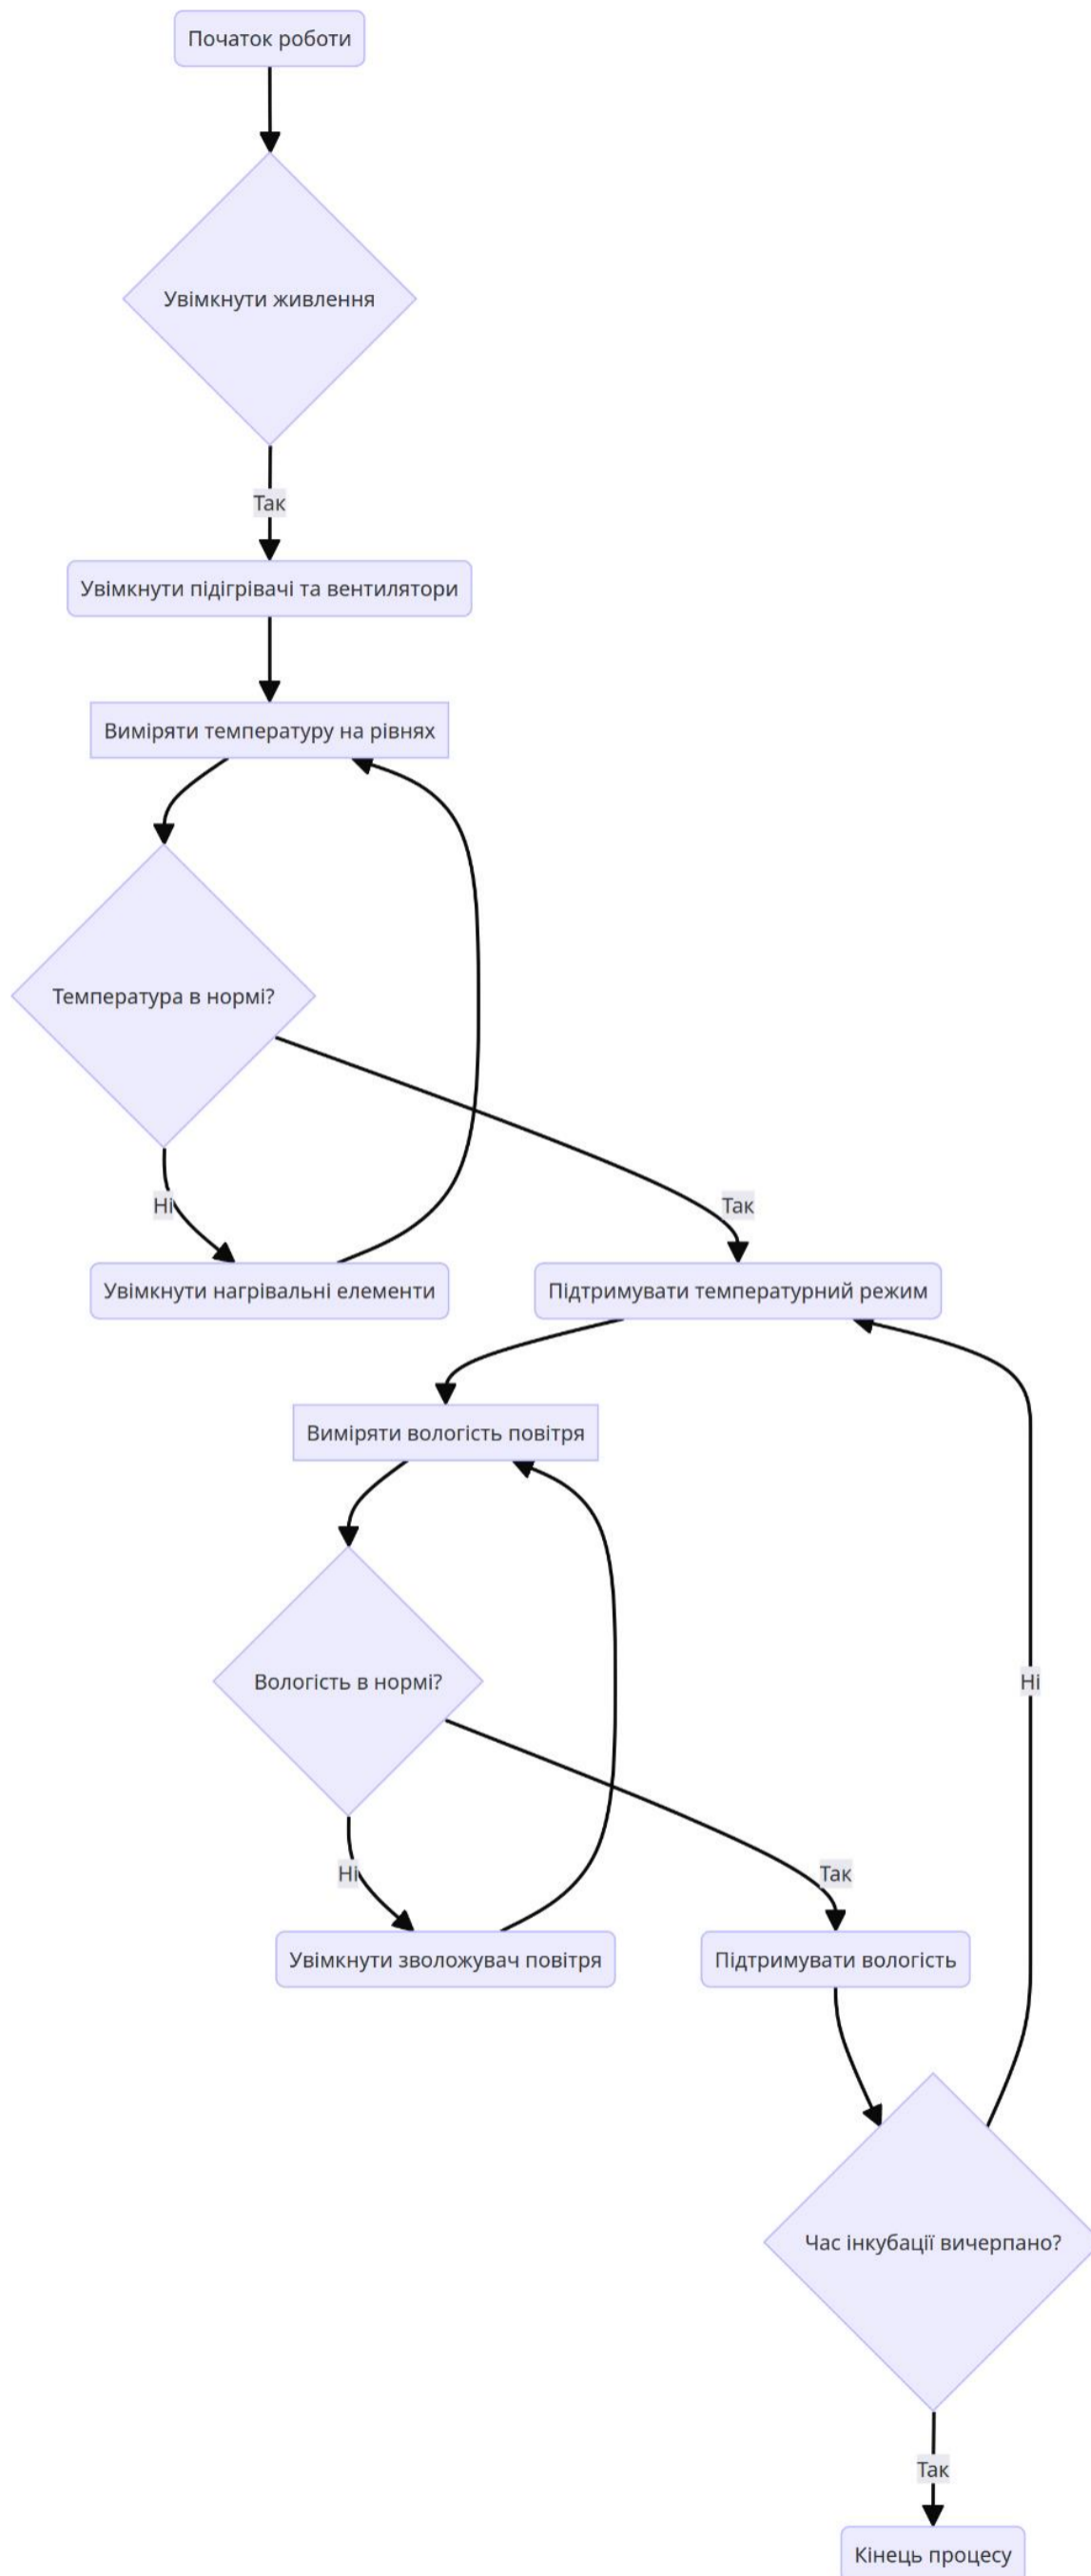 Початок роботи
Увімкнути живлення
Так
Увімкнути підігрівачі та вентилятори
Виміряти температуру на рівнях
Температура в нормі?
Ні
Так
Увімкнути нагрівальні елементи
Підтримувати температурний режим
Виміряти вологість повітря
Вологість в нормі?
Ні
Ні
Так
Увімкнути зволожувач повітря
Підтримувати вологість
Час інкубації вичерпано?
Так
Кінець процесу